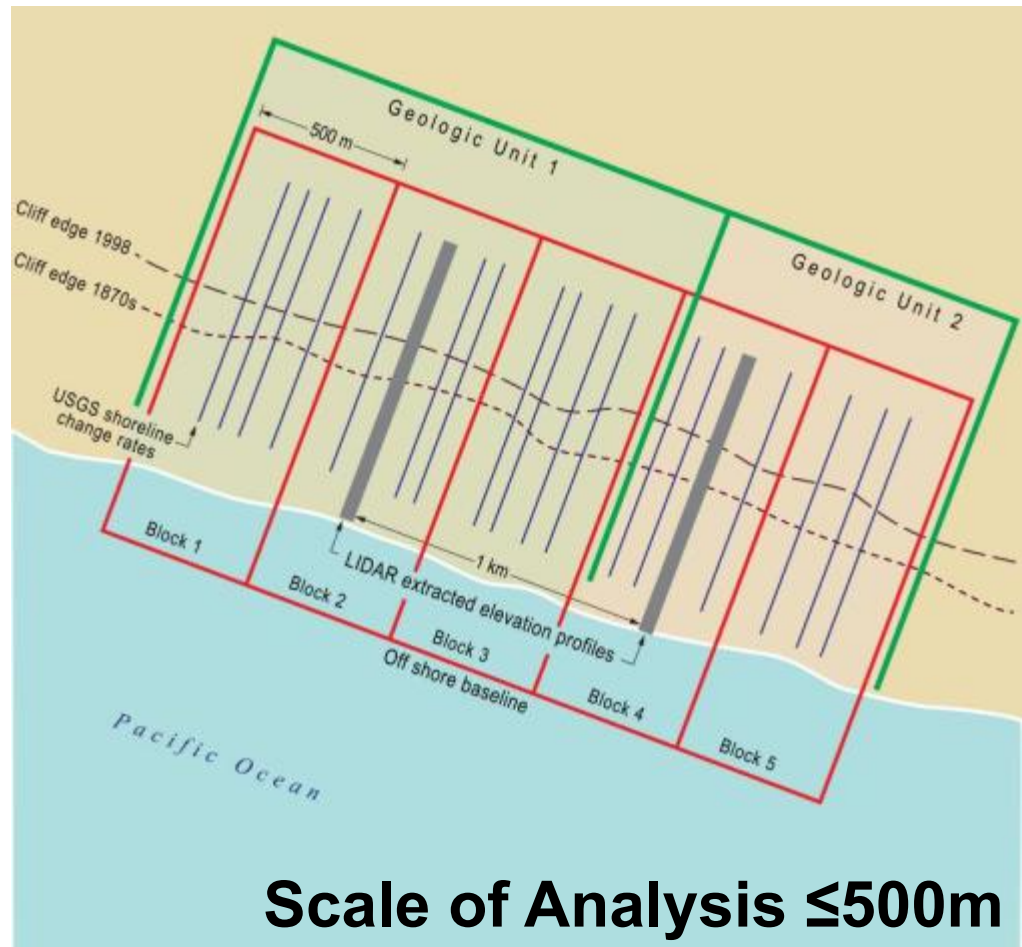 Geologic Unit 1
500 m
Geologic Unit 2
Cliff edge 1998
Cliff edge 1870s
USGS shoreline
change rates
Block 1
1 km
LIDAR extracted elevation profiles
Block 2
Block 3
Off shore baseline
Block 4
Block 5
Pacific Ocean
Scale of Analysis ≤500m